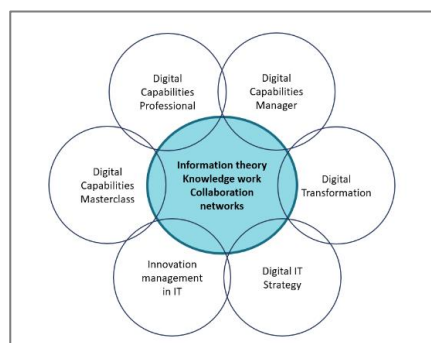 Digital
Capabilities
Professional
Digital
Capabilities
Manager
Information theory
Knowledge work
Collaboration
networks
Digital
Capabilities
Masterclass
Digital
Transformation
Innovation
management
in IT
Digital IT
Strategy